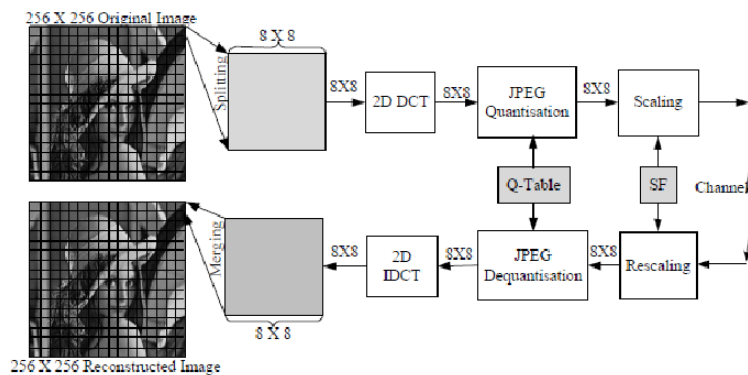 256 X 256 Original Image
8 X 8
Splitting
8X8
2D DCT
8X8
JPEG
Quantisation
8X8
Scaling
Q-Table
SF
Channel
Merging
8X8
2D
IDCT
8X8
JPEG
Dequantisation
8X8
Rescaling
8 X 8
256 X 256 Reconstructed Image